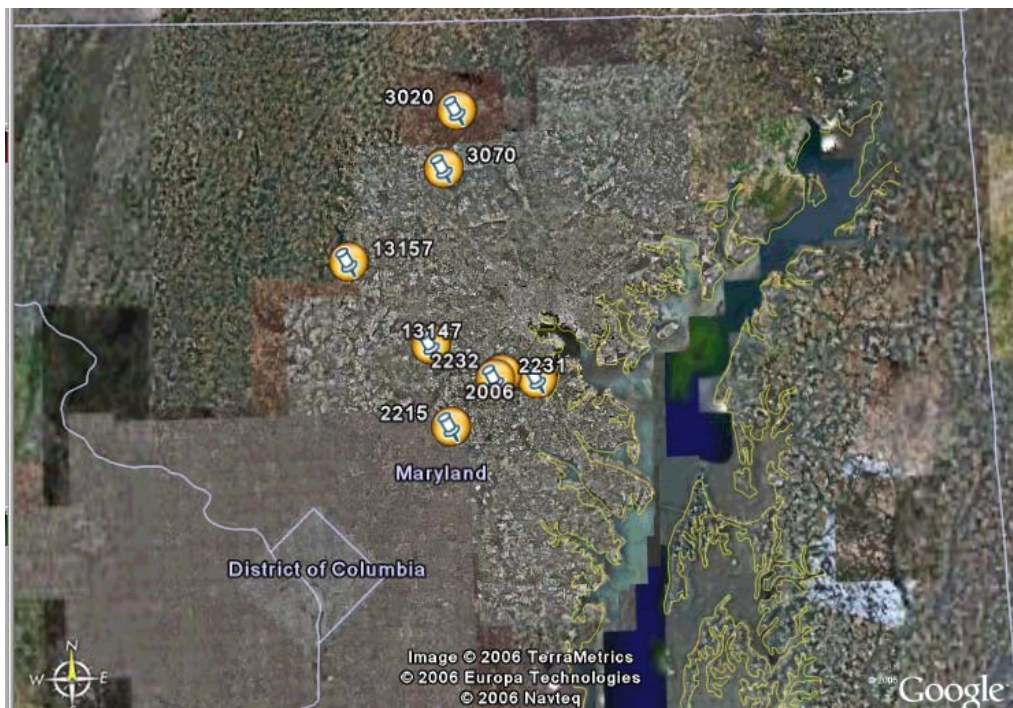 3020
3070
13157
13147
2232
2231
2006
2215
Maryland
District of Columbia
N
W
E
Image © 2006 TerraMetrics
© 2006 Europa Technologies
© 2006 Navteq
Google